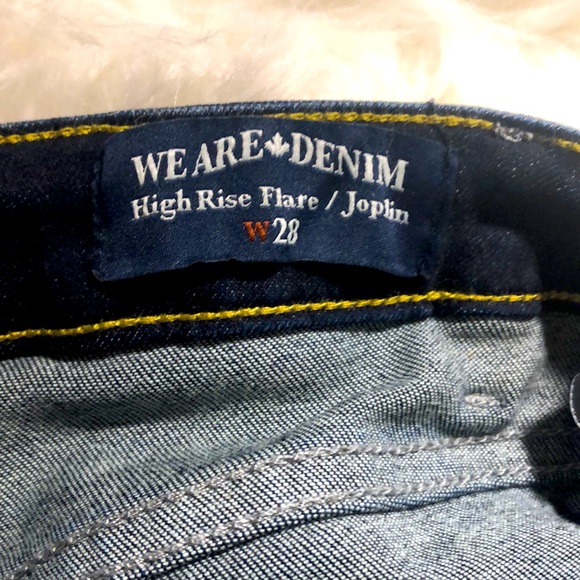 WE ARE DENIM
High Rise Flare / Joplin
W28